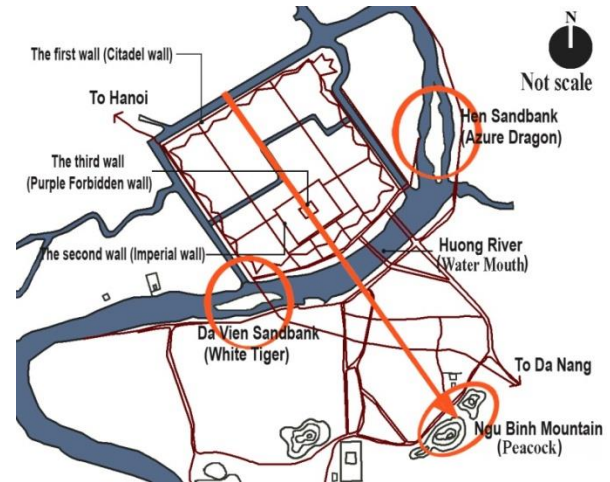 N
Not scale
The first wall (Citadel wall)
To Hanoi
Hen Sandbank
(Azure Dragon)
The third wall
(Purple Forbidden wall)
The second wall (Imperial wall)
Huong River
(Water Mouth)
Da Vien Sandbank
(White Tiger)
To Da Nang
Ngu Binh Mountain
(Peacock)